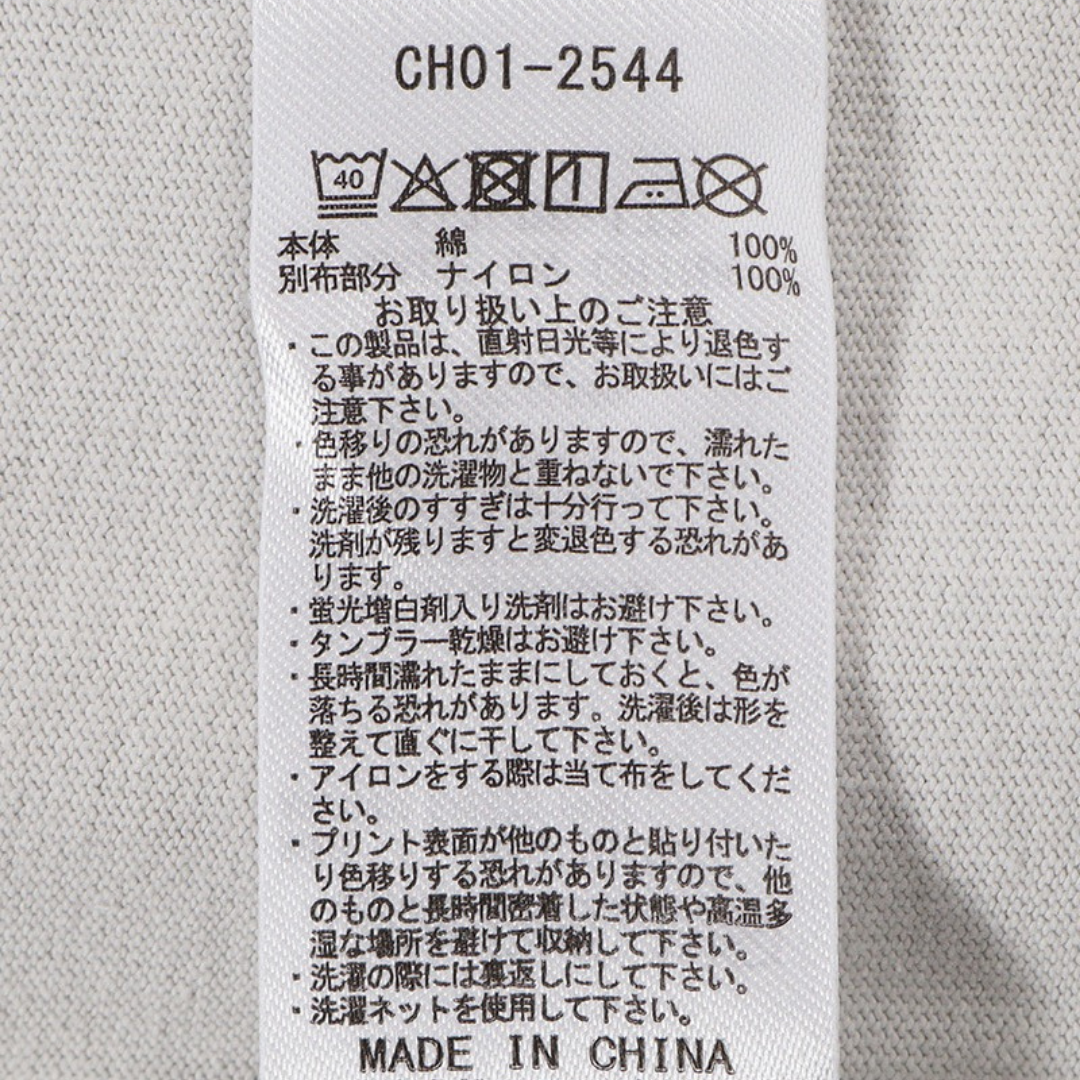 CH01-2544
40
本体 綿 100%
別布部分 ナイロン 100%
お取り扱い上のご注意
・この製品は、直射日光等により退色す
る事がありますので、お取扱いにはご
注意下さい。
・色移りの恐れがありますので、濡れた
まま他の洗濯物と重ねないで下さい。
・洗濯後のすすぎは十分行って下さい。
洗剤が残りますと変退色する恐れがあ
ります。
・蛍光増白剤入り洗剤はお避け下さい。
・タンブラー乾燥はお避け下さい。
・長時間濡れたままにしておくと、色が
落ちる恐れがあります。洗濯後は形を
整えて直ぐに干して下さい。
・アイロンをする際は当て布をしてくだ
さい。
・プリント表面が他のものと貼り付いた
り色移りする恐れがありますので、他
のものと長時間密着した状態や高温多
湿な場所を避けて収納して下さい。
・洗濯の際には裏返しにして下さい。
・洗濯ネットを使用して下さい。
MADE IN CHINA